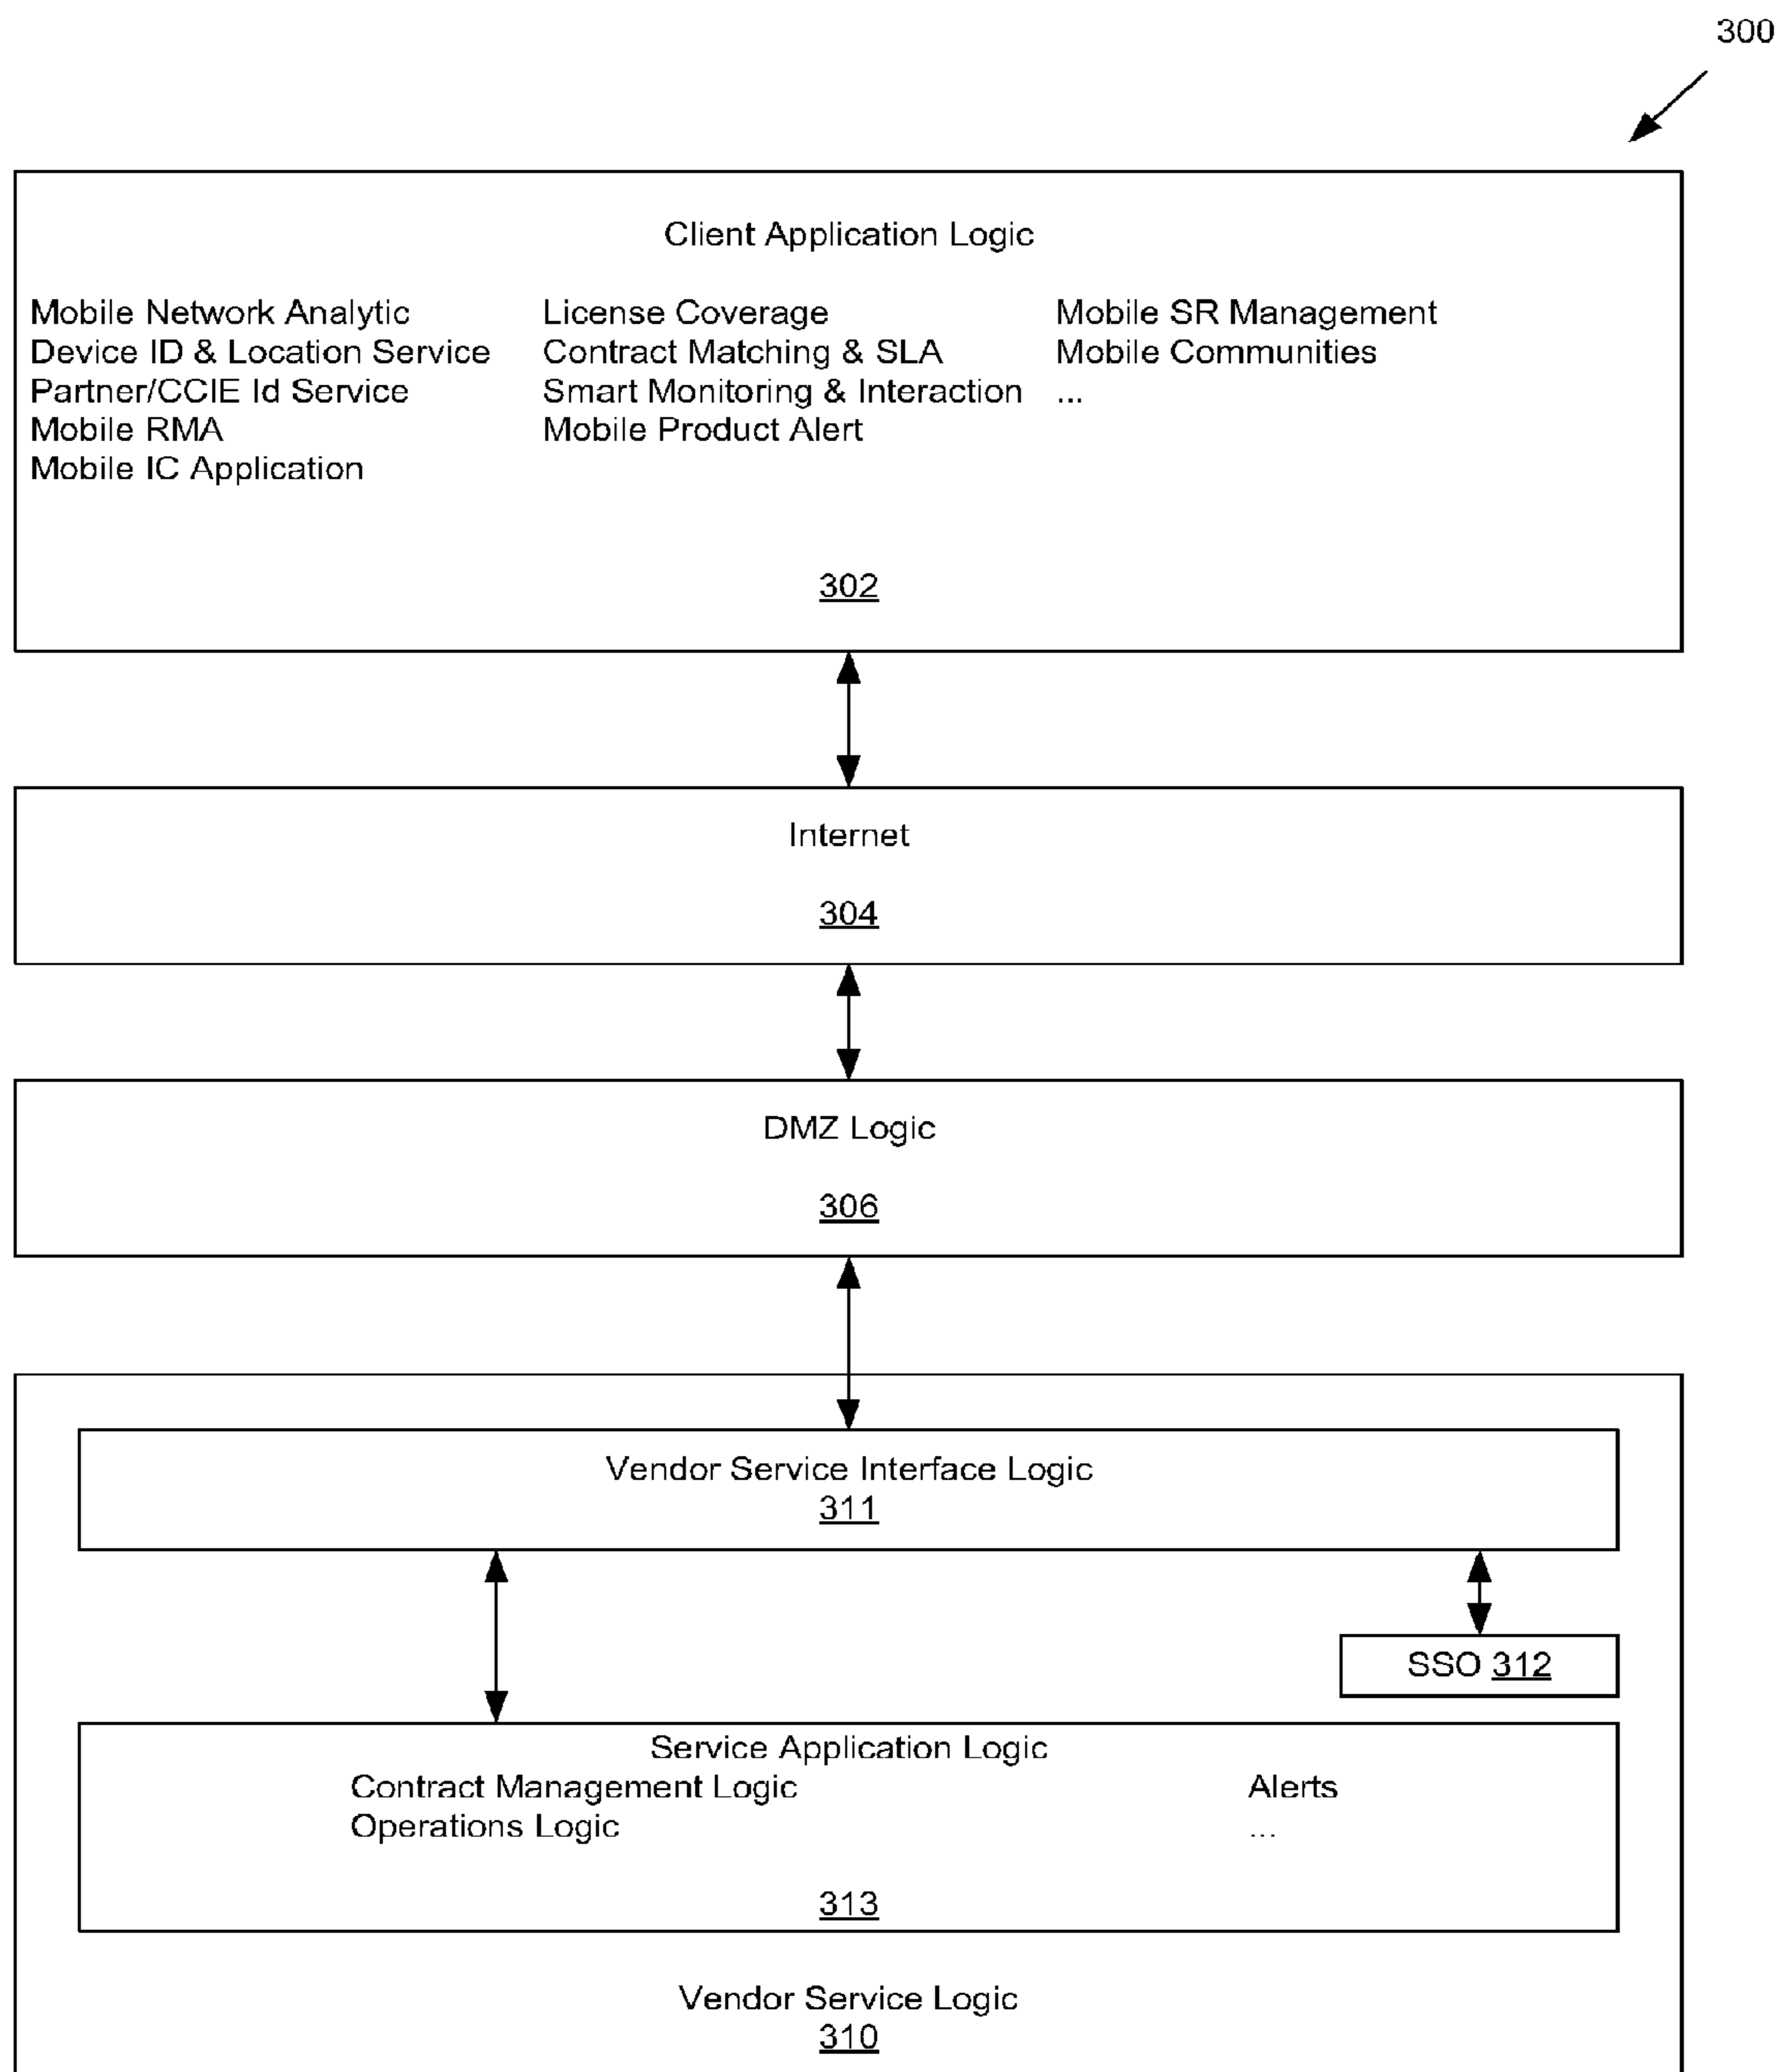 300
Client Application Logic
Mobile Network Analytic
Device ID & Location Service
Partner/CCIE Id Service
Mobile RMA
Mobile IC Application
License Coverage
Contract Matching & SLA
Smart Monitoring & Interaction
Mobile Product Alert
Mobile SR Management
Mobile Communities
...
302
Internet
304
DMZ Logic
306
Vendor Service Interface Logic
311
SSO 312
Service Application Logic
Contract Management Logic
Operations Logic
Alerts
...
313
Vendor Service Logic
310